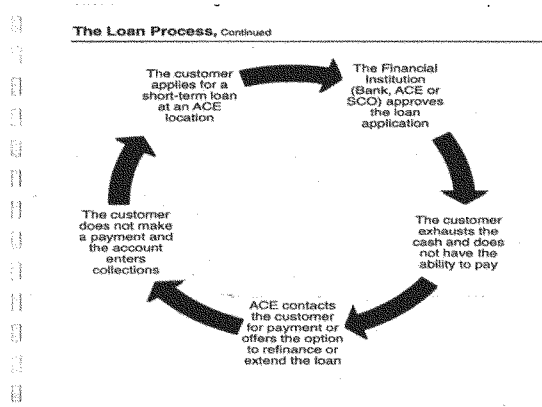 The Loan Process, Continued
The customer
applies for a
short-term loan
at an ACE
location
The Financial
Institution
(Bank, ACE or
SCO) approves
the loan
application
The customer
exhausts the
cash and does
not have the
ability to pay
ACE contacts
the customer
for payment or
offers the option
to refinance or
extend the loan
The customer
does not make
a payment and
the account
enters
collections